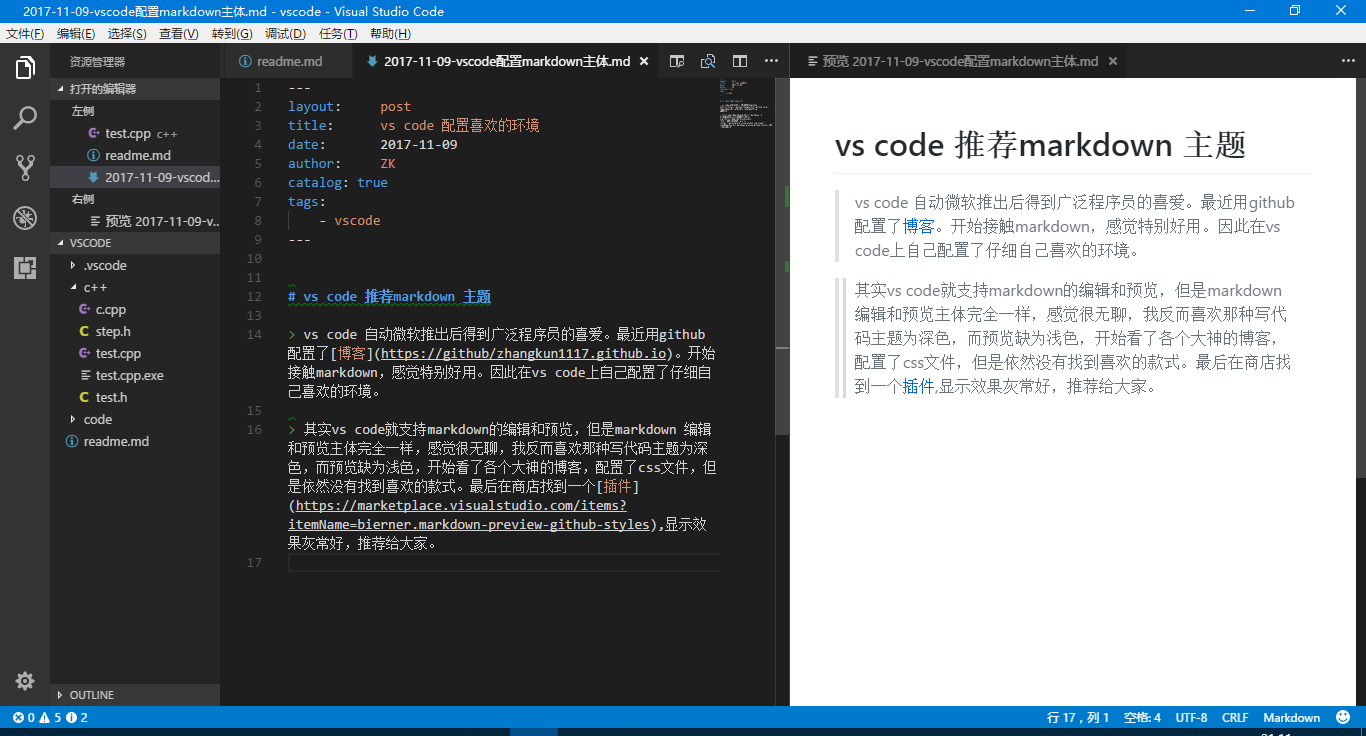 2017-11-09-vscode配置markdown主体.md - vscode - Visual Studio Code
文件(F) 编辑(E) 选择(S) 查看(V) 转到(G) 调试(D) 任务(T) 帮助(H)
资源管理器
打开的编辑器
左侧
test.cpp c++
readme.md
2017-11-09-vscod...
右侧
预览 2017-11-09-v...
VSCODE
.vscode
c++
c.cpp
step.h
test.cpp
test.cpp.exe
test.h
code
readme.md
OUTLINE
readme.md
2017-11-09-vscode配置markdown主体.md
1 ---
2 layout: post
3 title: vs code 配置喜欢的环境
4 date: 2017-11-09
5 author: ZK
6 catalog: true
7 tags:
8 - vscode
9 ---
10
11
12 # vs code 推荐markdown 主题
13
14 > vs code 自动微软推出后得到广泛程序员的喜爱。最近用github
配置了[博客](https://github/zhangkun1117.github.io)。开始
接触markdown，感觉特别好用。因此在vs code上自己配置了仔细自
己喜欢的环境。
15
16 > 其实vs code就支持markdown的编辑和预览，但是markdown 编辑
和预览主体完全一样，感觉很无聊，我反而喜欢那种写代码主题为深
色，而预览缺为浅色，开始看了各个大神的博客，配置了css文件，但
是依然没有找到喜欢的款式。最后在商店找到一个[插件]
(https://marketplace.visualstudio.com/items?
itemName=bierner.markdown-preview-github-styles),显示效
果灰常好，推荐给大家。
17
预览 2017-11-09-vscode配置markdown主体.md
vs code 推荐markdown 主题
vs code 自动微软推出后得到广泛程序员的喜爱。最近用github
配置了博客。开始接触markdown，感觉特别好用。因此在vs
code上自己配置了仔细自己喜欢的环境。
其实vs code就支持markdown的编辑和预览，但是markdown
编辑和预览主体完全一样，感觉很无聊，我反而喜欢那种写代
码主题为深色，而预览缺为浅色，开始看了各个大神的博客，
配置了css文件，但是依然没有找到喜欢的款式。最后在商店找
到一个插件,显示效果灰常好，推荐给大家。
0 5 2
行 17，列 1 空格: 4 UTF-8 CRLF Markdown